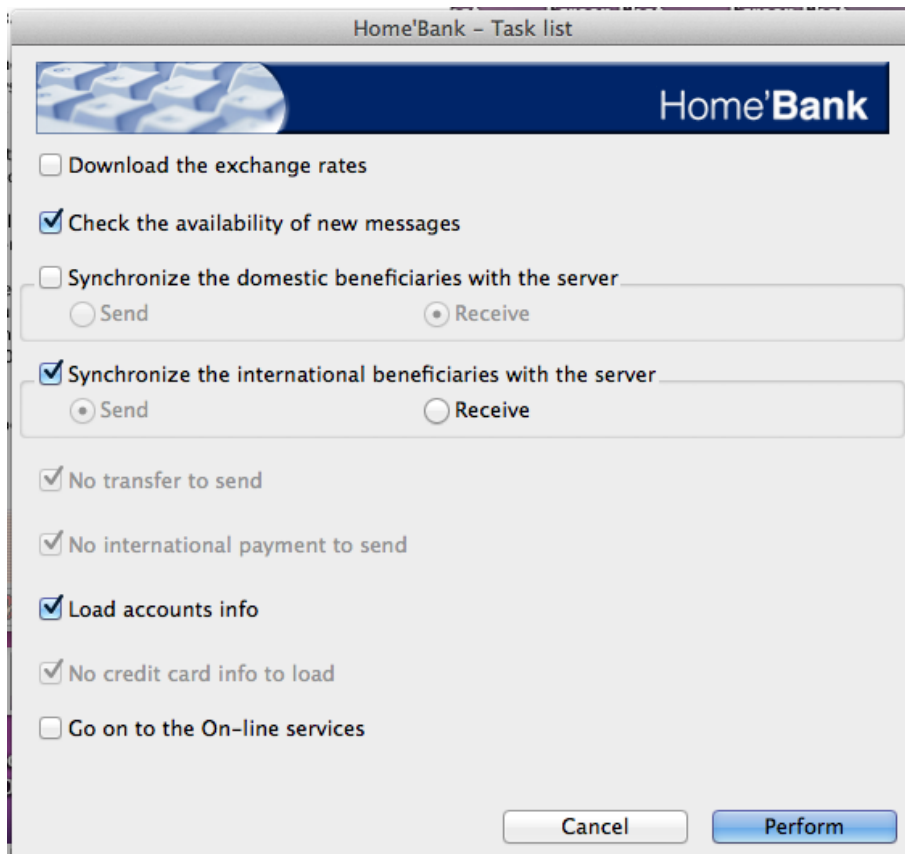 Home'Bank – Task list
Home'Bank
Download the exchange rates
Check the availability of new messages
Synchronize the domestic beneficiaries with the server
Send Receive
Synchronize the international beneficiaries with the server
Send Receive
No transfer to send
No international payment to send
Load accounts info
No credit card info to load
Go on to the On-line services
Cancel Perform